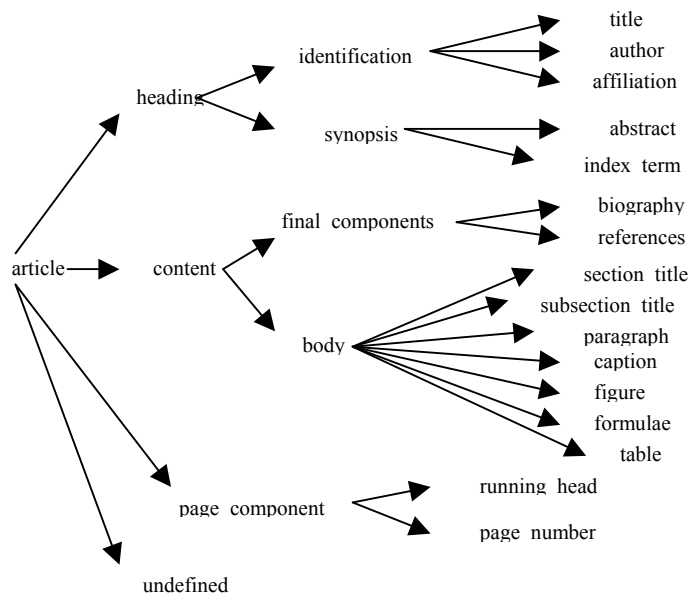 title
identification
author
affiliation
heading
synopsis
abstract
index term
final components
biography
references
article
content
section title
subsection title
body
paragraph
caption
figure
formulae
table
running head
page component
page number
undefined